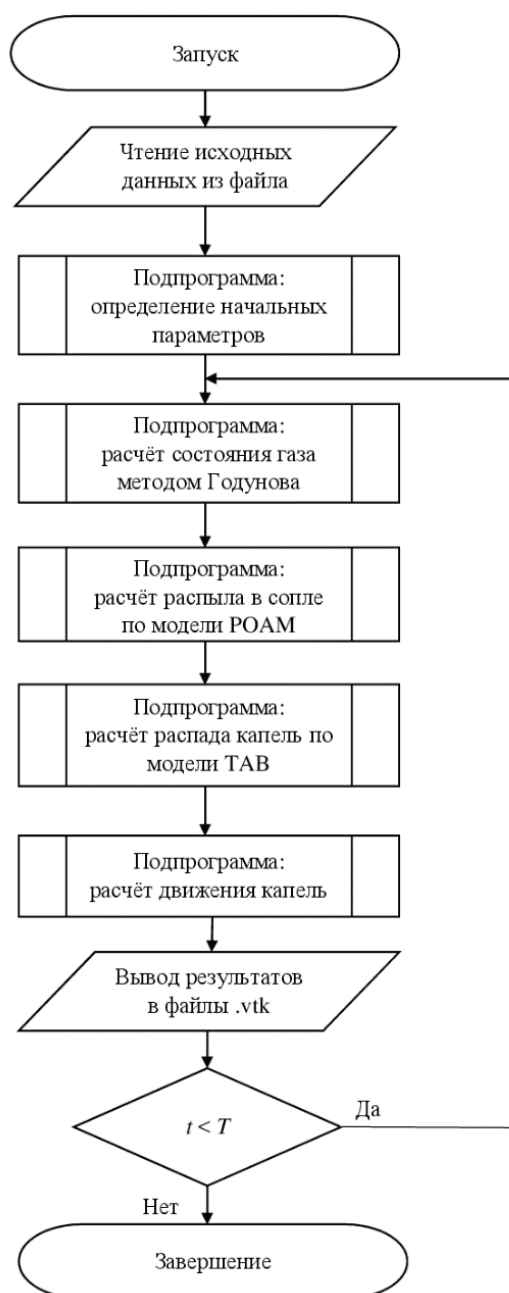 Запуск
Чтение исходных
данных из файла
Подпрограмма:
определение начальных
параметров
Подпрограмма:
расчёт состояния газа
методом Годунова
Подпрограмма:
расчёт распыла в сопле
по модели РОАМ
Подпрограмма:
расчёт распада капель по
модели TAB
Подпрограмма:
расчёт движения капель
Вывод результатов
в файлы .vtk
t < T
Да
Нет
Завершение